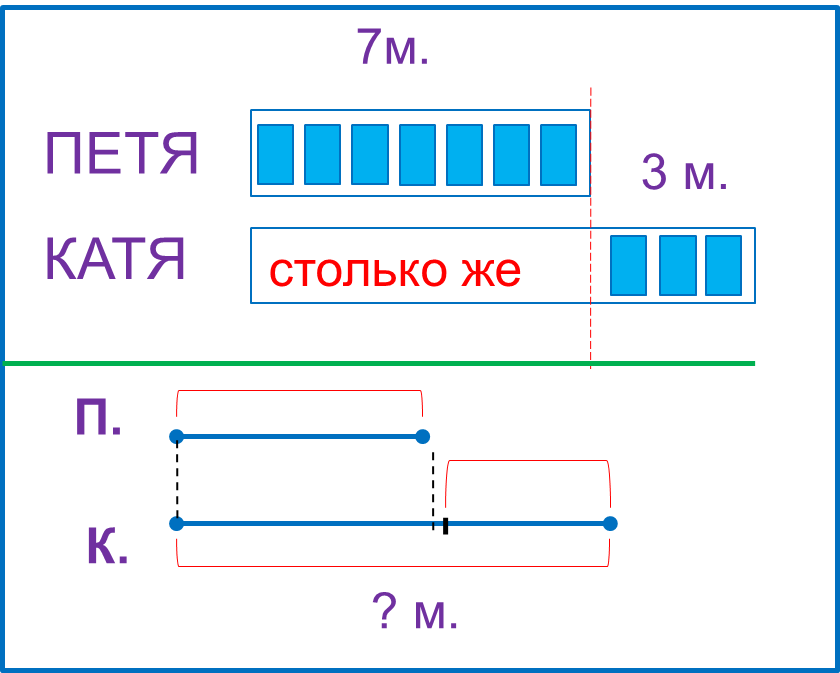 7м.
ПЕТЯ
3 м.
КАТЯ
столько же
П.
К.
? м.